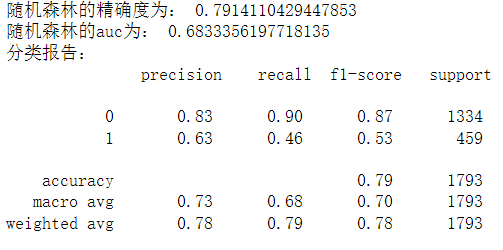 随机森林的精确度为: 0.7914110429447853
随机森林的auc为: 0.6833356197718135
分类报告:
precision recall f1-score support
0 0.83 0.90 0.87 1334
1 0.63 0.46 0.53 459
accuracy 0.79 1793
macro avg 0.73 0.68 0.70 1793
weighted avg 0.78 0.79 0.78 1793